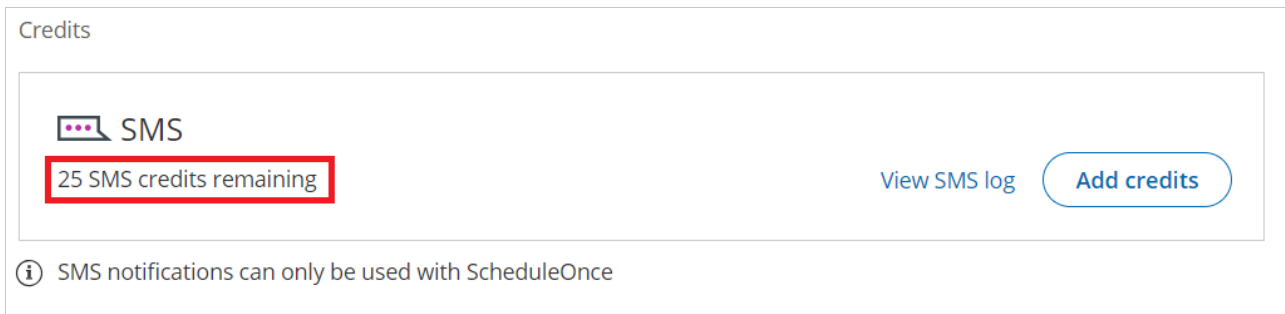 Credits
SMS
25 SMS credits remaining
View SMS log
Add credits
SMS notifications can only be used with ScheduleOnce